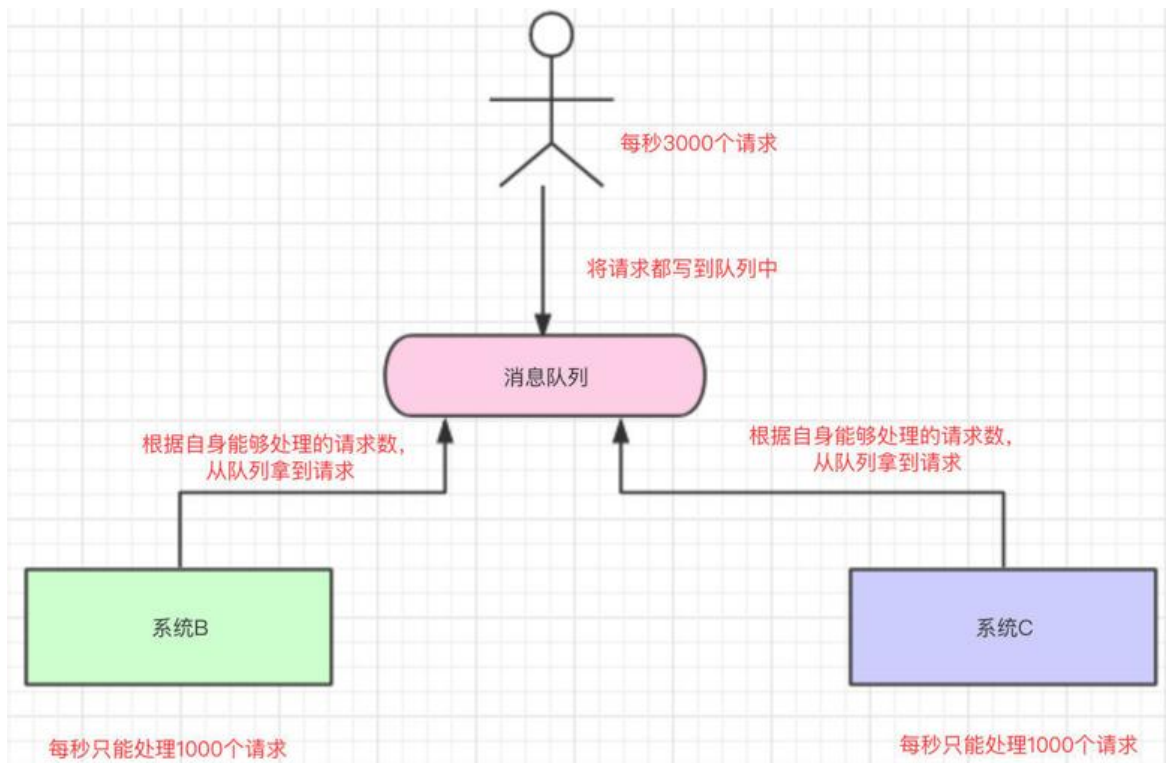 每秒3000个请求
将请求都写到队列中
消息队列
根据自身能够处理的请求数，
从队列拿到请求
根据自身能够处理的请求数，
从队列拿到请求
系统B
系统C
每秒只能处理1000个请求
每秒只能处理1000个请求